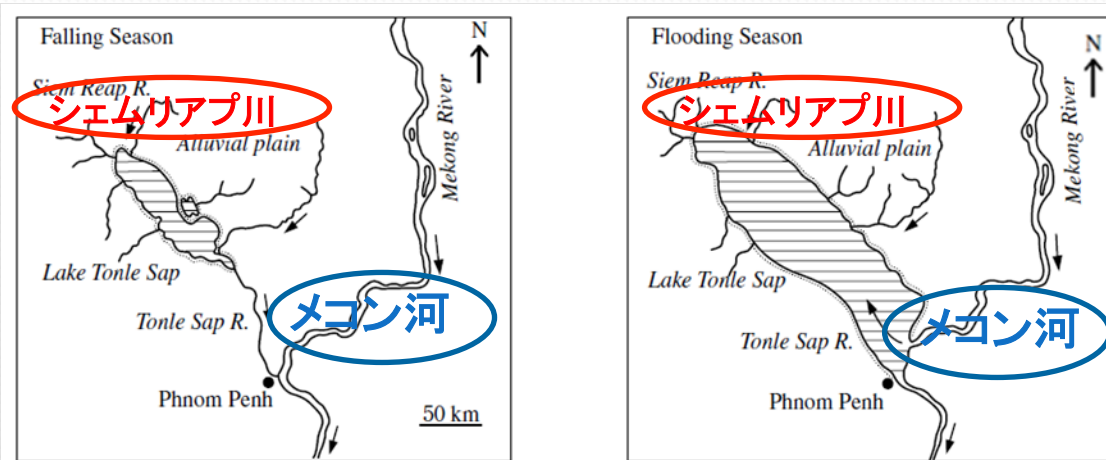 Falling Season
N
Siem Reap R.
シェムリアプ川
Alluvial plain
Mekong River
Lake Tonle Sap
メコン河
Tonle Sap R.
Phnom Penh
50 km
Flooding Season
N
Siem Reap R.
シェムリアプ川
Alluvial plain
Mekong River
Lake Tonle Sap
メコン河
Tonle Sap R.
Phnom Penh